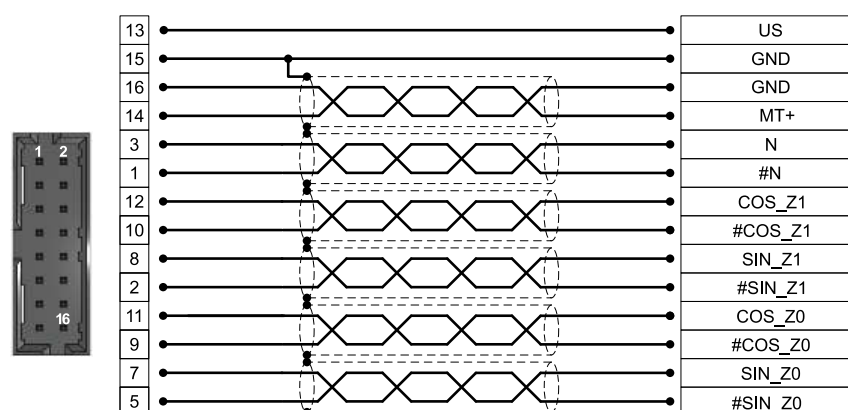 1 2
16
13 US
15 GND
16 GND
14 MT+
3 N
1 #N
12 COS_Z1
10 #COS_Z1
8 SIN_Z1
2 #SIN_Z1
11 COS_Z0
9 #COS_Z0
7 SIN_Z0
5 #SIN_Z0